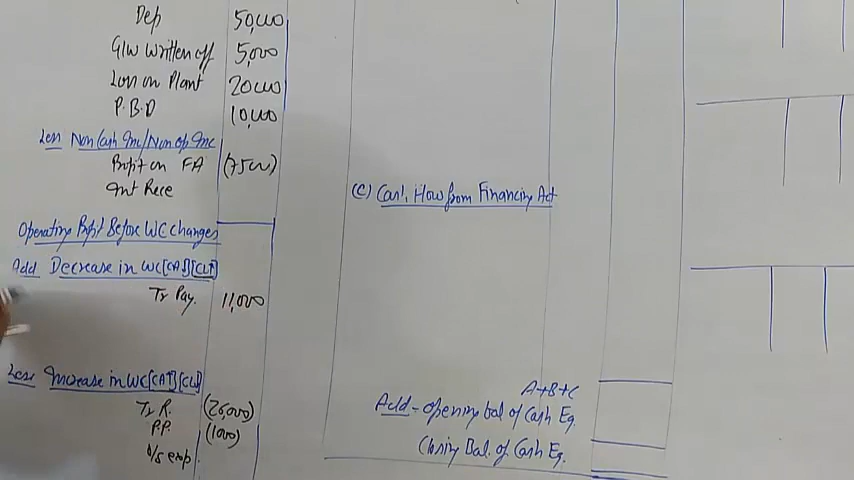 Dep 50,000
G/w written off 5,000
Loss on Plant 20,000
P.B.D 10,000
Less Non Cash Inc/Non op Inc
Profit on FA (7500)
Int Rece
Operating Profit Before WC changes
Add Decrease in WC[CA↓][CL↑]
Tr Pay. 11,000
Less Increase in WC[CA↑][CL↓]
Tr R. (26,000)
P.P. (1000)
o/s exp.
(C) Cash Flow from Financing Act
A+B+C
Add - Opening bal of Cash Eq.
Closing Bal. of Cash Eq.